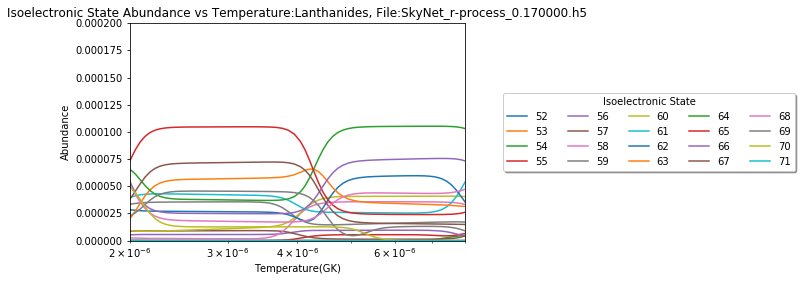 Isoelectronic State Abundance vs Temperature:Lanthanides, File:SkyNet_r-process_0.170000.h5
0.000200
0.000175
0.000150
0.000125
0.000100
0.000075
0.000050
0.000025
0.000000
Abundance
2 × 10⁻⁶ 3 × 10⁻⁶ 4 × 10⁻⁶ 6 × 10⁻⁶
Temperature(GK)
Isoelectronic State
52 56 60 64 68
53 57 61 65 69
54 58 62 66 70
55 59 63 67 71